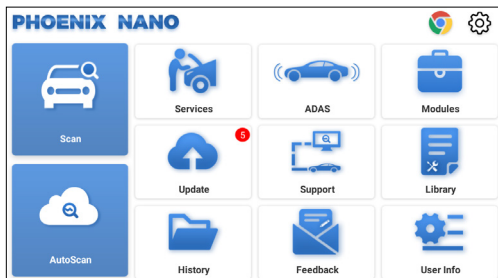 PHOENIX NANO
Scan
Services
ADAS
Modules
5
Update
Support
Library
AutoScan
History
Feedback
User Info